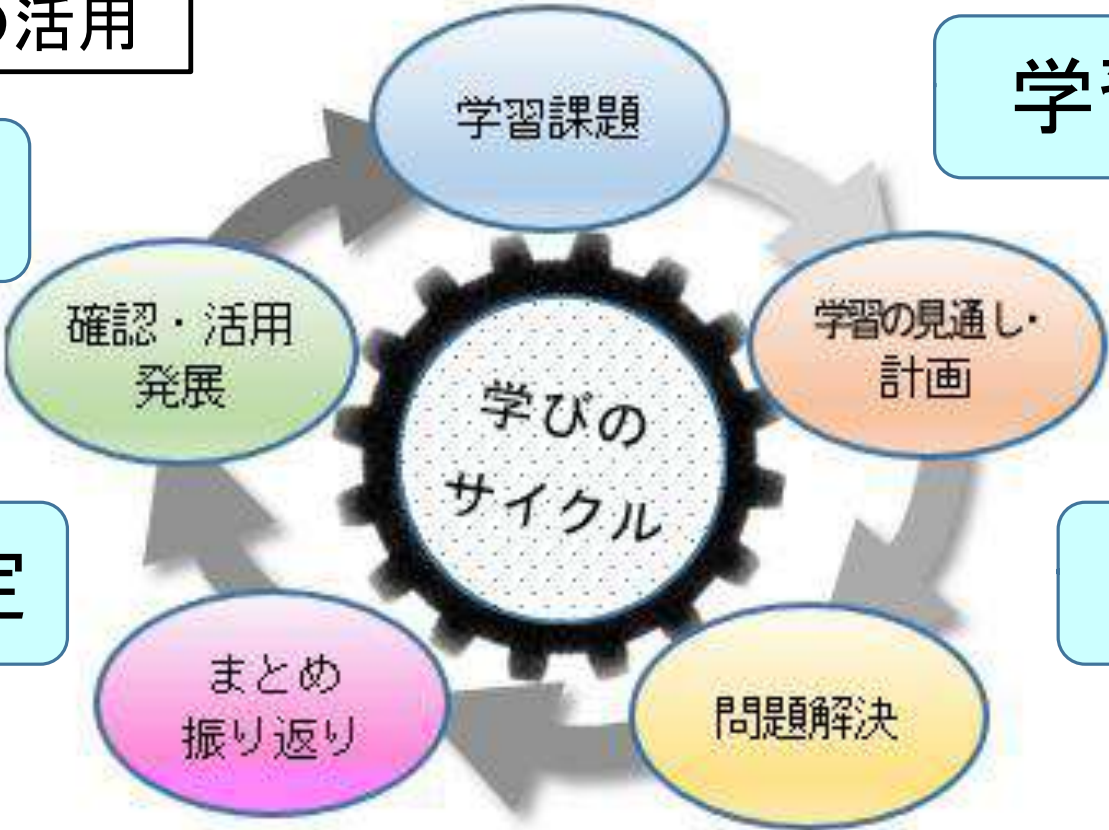 活用
学習課題
学
学習の見通し・
計画
確認・活用
発展
学びの
サイクル
定
まとめ
振り返り
問題解決